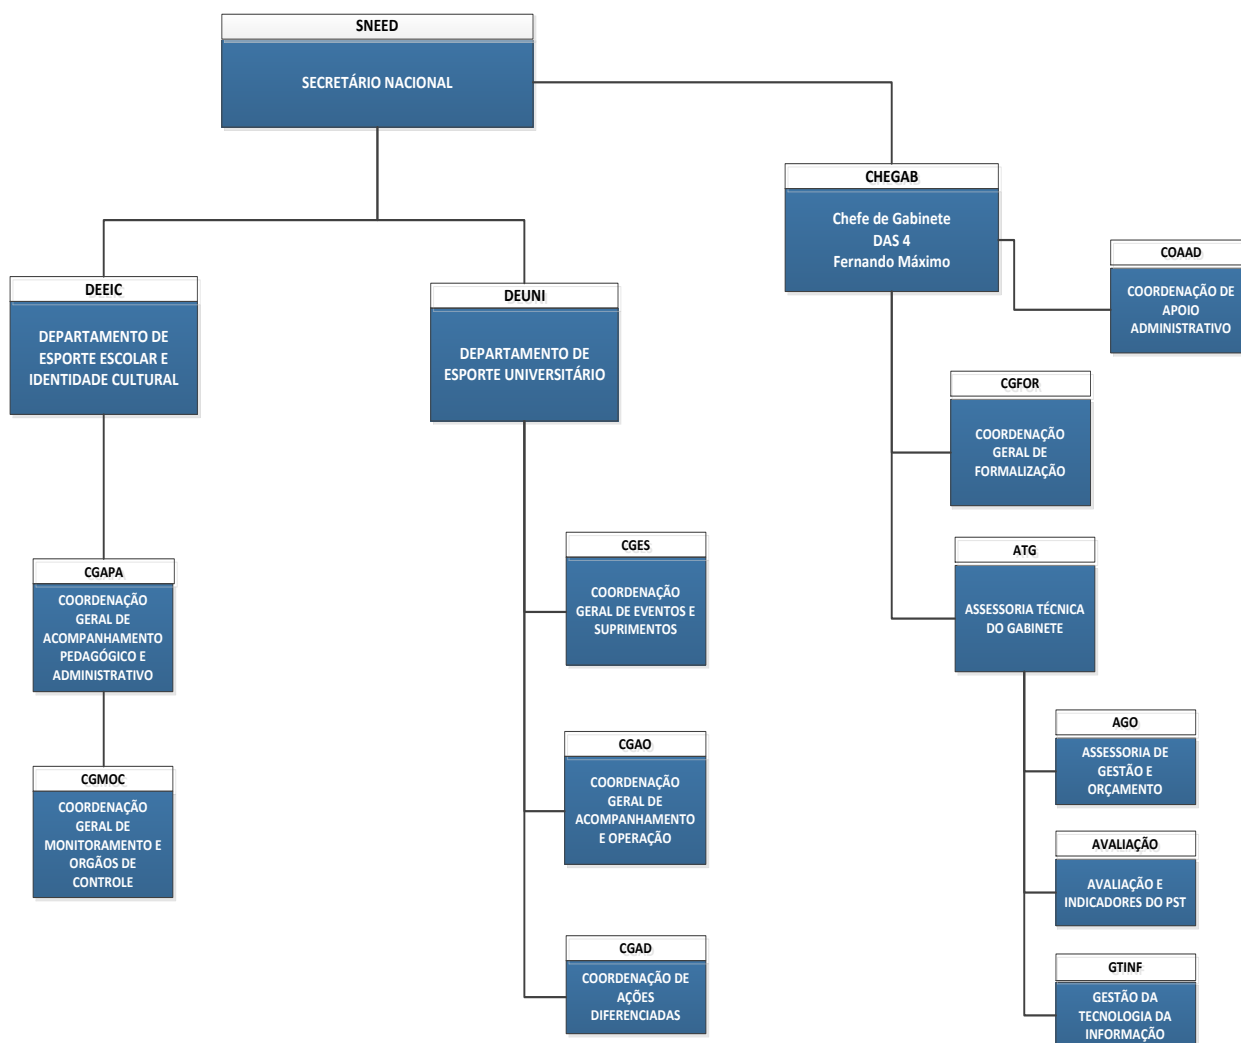 SNEED
SECRETÁRIO NACIONAL
CHEGAB
Chefe de Gabinete
DAS 4
Fernando Máximo
COAAD
COORDENAÇÃO DE
APOIO
ADMINISTRATIVO
DEEIC
DEPARTAMENTO DE
ESPORTE ESCOLAR E
IDENTIDADE CULTURAL
DEUNI
DEPARTAMENTO DE
ESPORTE UNIVERSITÁRIO
CGFOR
COORDENAÇÃO
GERAL DE
FORMALIZAÇÃO
CGAPA
COORDENAÇÃO
GERAL DE
ACOMPANHAMENTO
PEDAGÓGICO E
ADMINISTRATIVO
CGES
COORDENAÇÃO
GERAL DE EVENTOS E
SUPRIMENTOS
ATG
ASSESSORIA TÉCNICA
DO GABINETE
CGMOC
COORDENAÇÃO
GERAL DE
MONITORAMENTO E
ORGÃOS DE
CONTROLE
CGAO
COORDENAÇÃO
GERAL DE
ACOMPANHAMENTO
E OPERAÇÃO
AGO
ASSESSORIA DE
GESTÃO E
ORÇAMENTO
AVALIAÇÃO
AVALIAÇÃO E
INDICADORES DO PST
CGAD
COORDENAÇÃO DE
AÇÕES
DIFERENCIADAS
GTINF
GESTÃO DA
TECNOLOGIA DA
INFORMAÇÃO